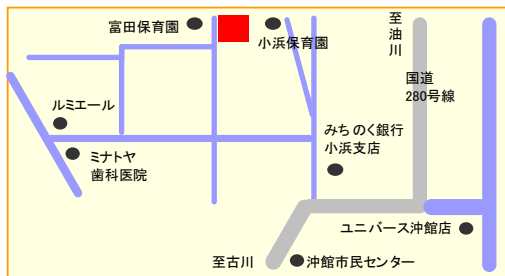 富田保育園
小浜保育園
至油川
国道
280号線
ルミエール
ミナトヤ
歯科医院
みちのく銀行
小浜支店
ユニバース沖館店
至古川
沖館市民センター